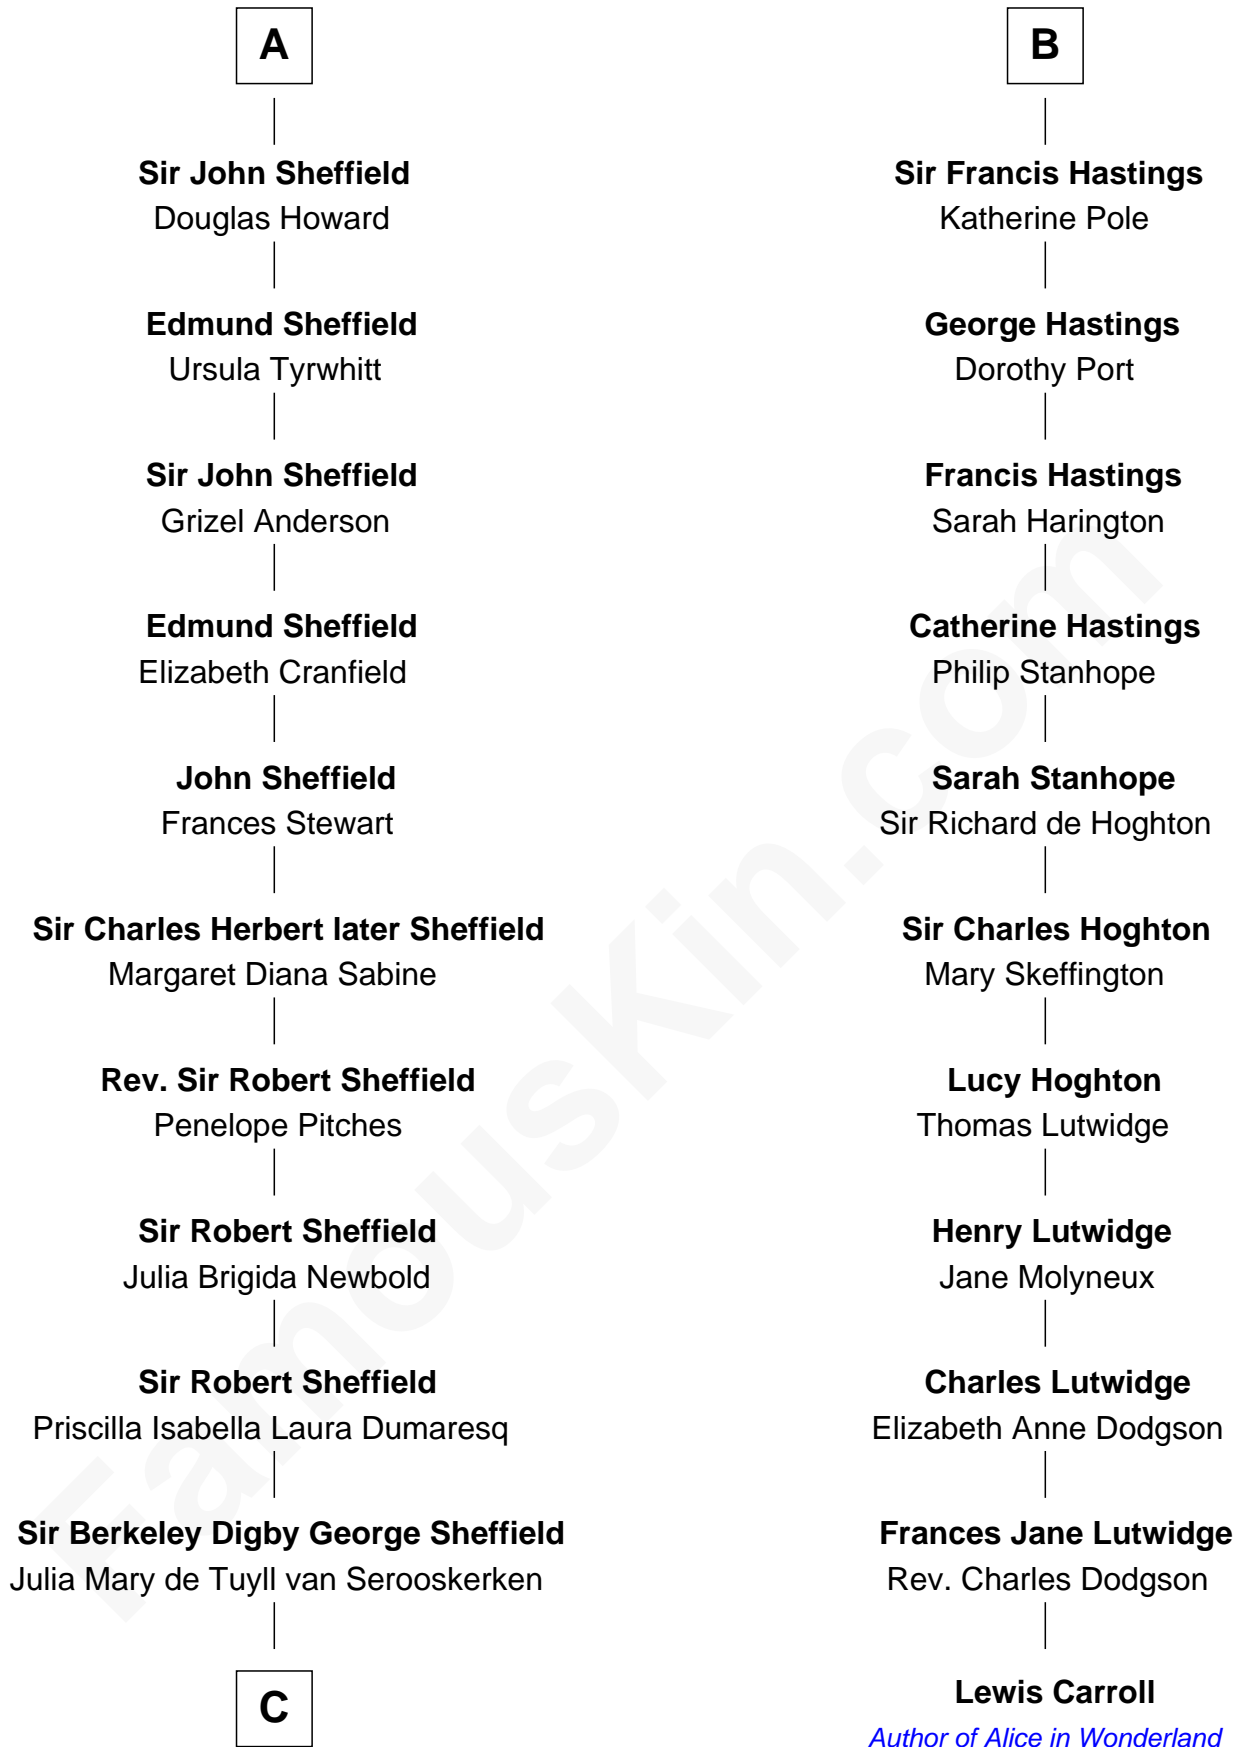 A
Sir John Sheffield
Douglas Howard
Edmund Sheffield
Ursula Tyrwhitt
Sir John Sheffield
Grizel Anderson
Edmund Sheffield
Elizabeth Cranfield
John Sheffield
Frances Stewart
Sir Charles Herbert later Sheffield
Margaret Diana Sabine
Rev. Sir Robert Sheffield
Penelope Pitches
Sir Robert Sheffield
Julia Brigida Newbold
Sir Robert Sheffield
Priscilla Isabella Laura Dumaresq
Sir Berkeley Digby George Sheffield
Julia Mary de Tuyll van Serooskerken
C
B
Sir Francis Hastings
Katherine Pole
George Hastings
Dorothy Port
Francis Hastings
Sarah Harington
Catherine Hastings
Philip Stanhope
Sarah Stanhope
Sir Richard de Hoghton
Sir Charles Hoghton
Mary Skeffington
Lucy Hoghton
Thomas Lutwidge
Henry Lutwidge
Jane Molyneux
Charles Lutwidge
Elizabeth Anne Dodgson
Frances Jane Lutwidge
Rev. Charles Dodgson
Lewis Carroll
Author of Alice in Wonderland
FamousKin.com